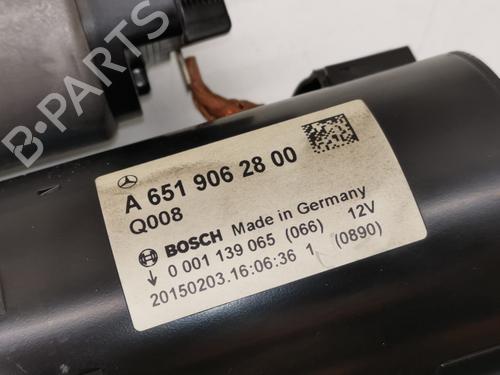 B-PARTS
A 651 906 28 00
Q008
BOSCH Made in Germany
0 001 139 065 (066) 12V
20150203.16:06:36 1 (0890)
B-PARTS